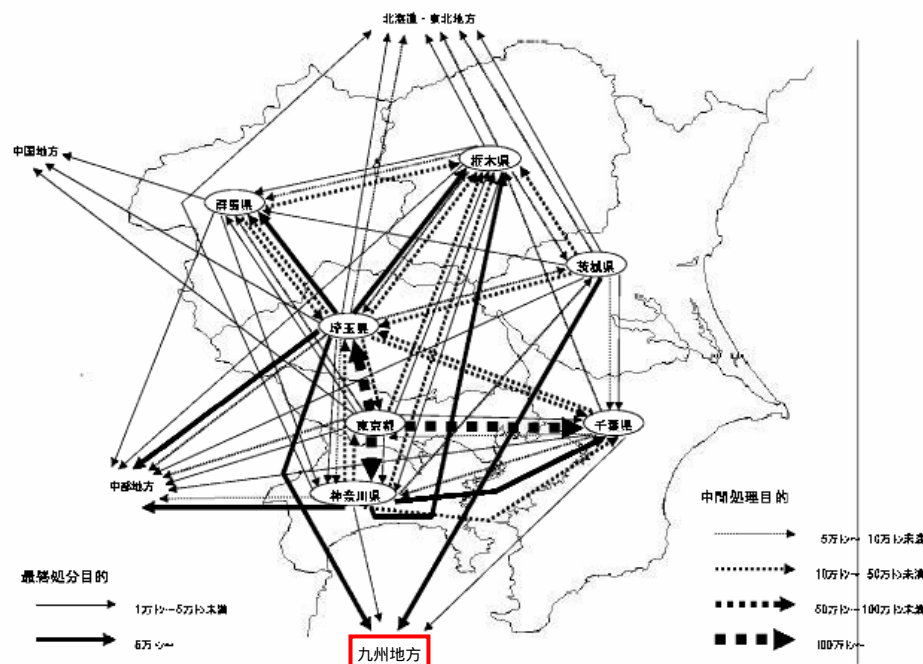 北海道・東北地方
中国地方
栃木県
群馬県
茨城県
埼玉県
東京都
千葉県
中部地方
神奈川県
中間処理目的
5万トン～ 10万トン未満
10万トン～ 50万トン未満
50万トン～100万トン未満
100万トン～
最終処分目的
1万トン～5万トン未満
5万トン～
九州地方